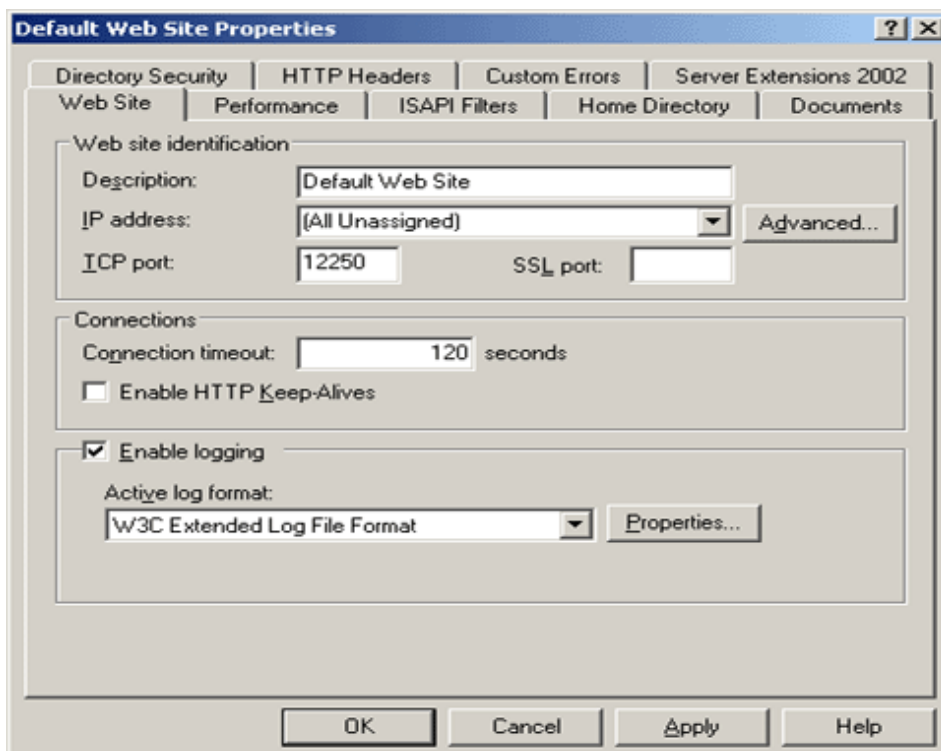 Default Web Site Properties
Directory Security HTTP Headers Custom Errors Server Extensions 2002
Web Site Performance ISAPI Filters Home Directory Documents
Web site identification
Description: Default Web Site
IP address: (All Unassigned) Advanced...
TCP port: 12250 SSL port:
Connections
Connection timeout: 120 seconds
Enable HTTP Keep-Alives
Enable logging
Active log format:
W3C Extended Log File Format Properties...
OK Cancel Apply Help